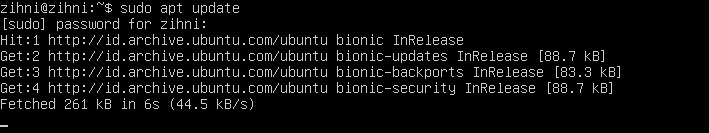 zihni@zihni:~$ sudo apt update
[sudo] password for zihni:
Hit:1 http://id.archive.ubuntu.com/ubuntu bionic InRelease
Get:2 http://id.archive.ubuntu.com/ubuntu bionic-updates InRelease [88.7 kB]
Get:3 http://id.archive.ubuntu.com/ubuntu bionic-backports InRelease [83.3 kB]
Get:4 http://id.archive.ubuntu.com/ubuntu bionic-security InRelease [88.7 kB]
Fetched 261 kB in 6s (44.5 kB/s)